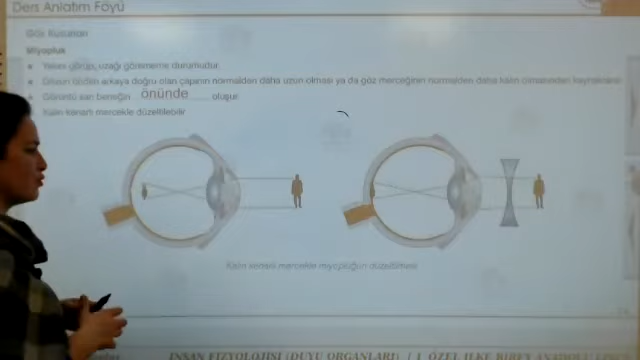 Ders Anlatım Föyü
Göz Kusurları
Miyopluk
Yakını görüp, uzağı görememe durumudur.
Gözün önden arkaya doğru olan çapının normalden daha uzun olması ya da göz merceğinin normalden daha kalın olmasından kaynaklanır.
Görüntü sarı beneğin önünde oluşur.
Kalın kenarlı mercekle düzeltilebilir.
Kalın kenarlı mercekle miyopluğun düzeltilmesi
İNSAN FİZYOLOJİSİ (DUYU ORGANLARI)